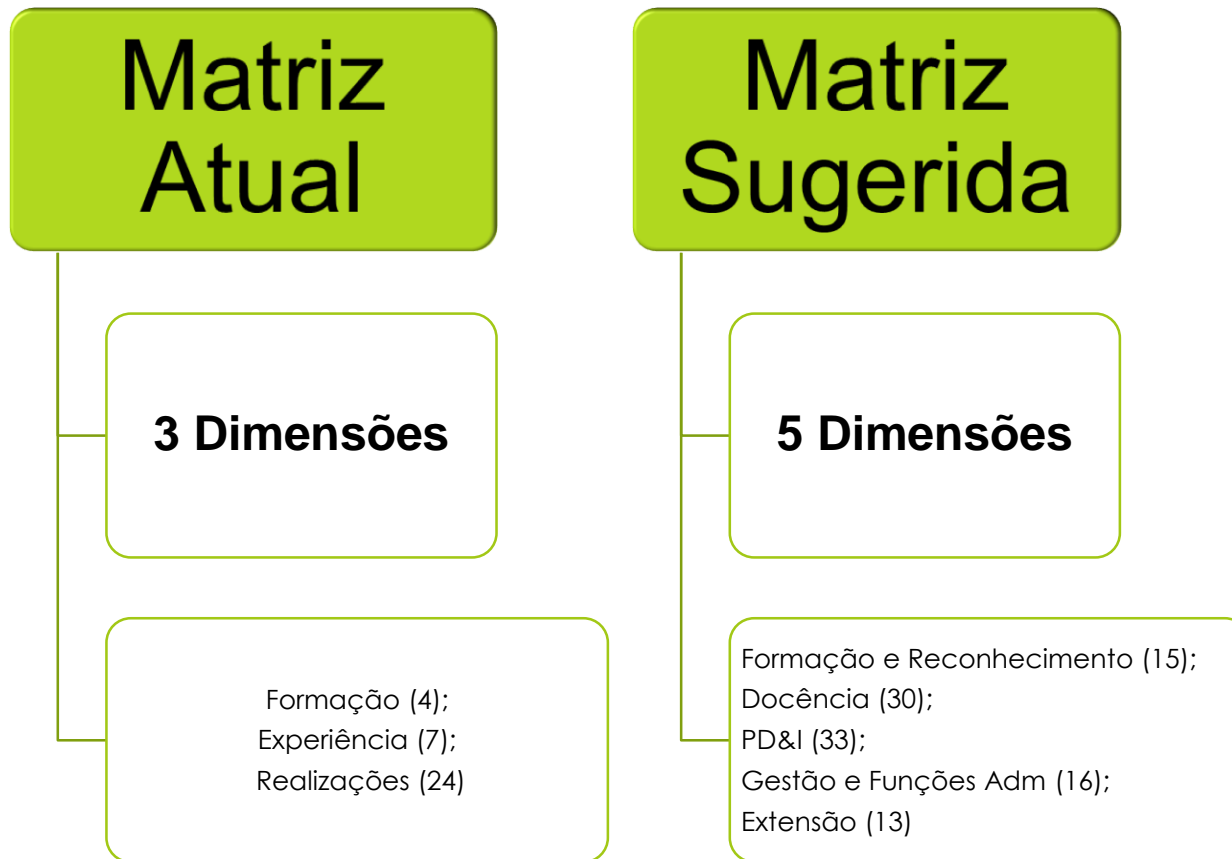 Matriz
Atual
3 Dimensões
Formação (4);
Experiência (7);
Realizações (24)
Matriz
Sugerida
5 Dimensões
Formação e Reconhecimento (15);
Docência (30);
PD&I (33);
Gestão e Funções Adm (16);
Extensão (13)